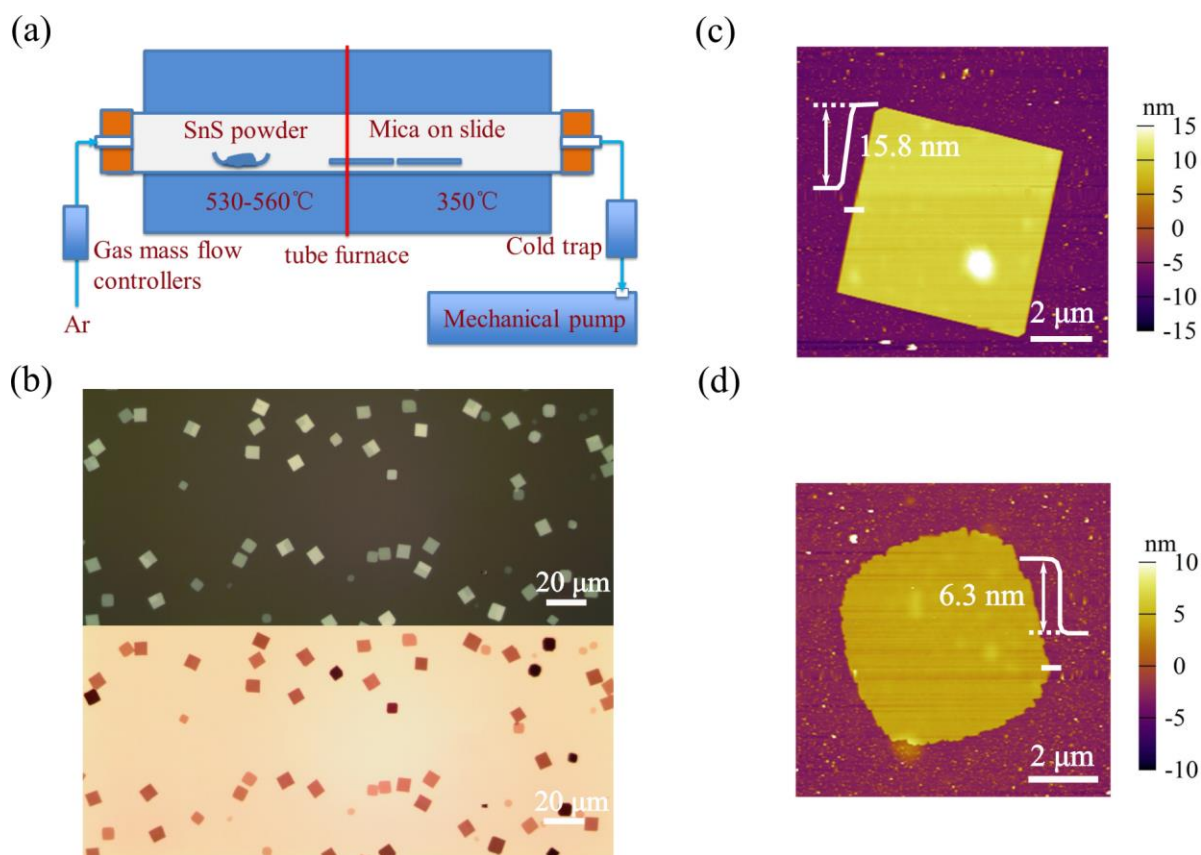 (a)
SnS powder
Mica on slide
530-560℃
350℃
Gas mass flow
controllers
tube furnace
Cold trap
Ar
Mechanical pump
(b)
20 μm
20 μm
(c)
15.8 nm
2 μm
nm
15
10
5
0
-5
-10
-15
(d)
6.3 nm
2 μm
nm
10
5
0
-5
-10